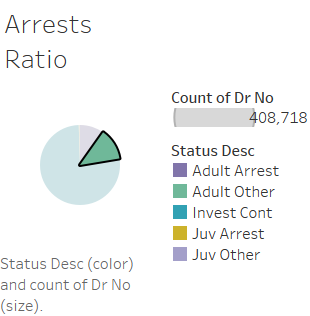 Arrests
Ratio
Count of Dr No
408,718
Status Desc
Adult Arrest
Adult Other
Invest Cont
Juv Arrest
Juv Other
Status Desc (color)
and count of Dr No
(size).